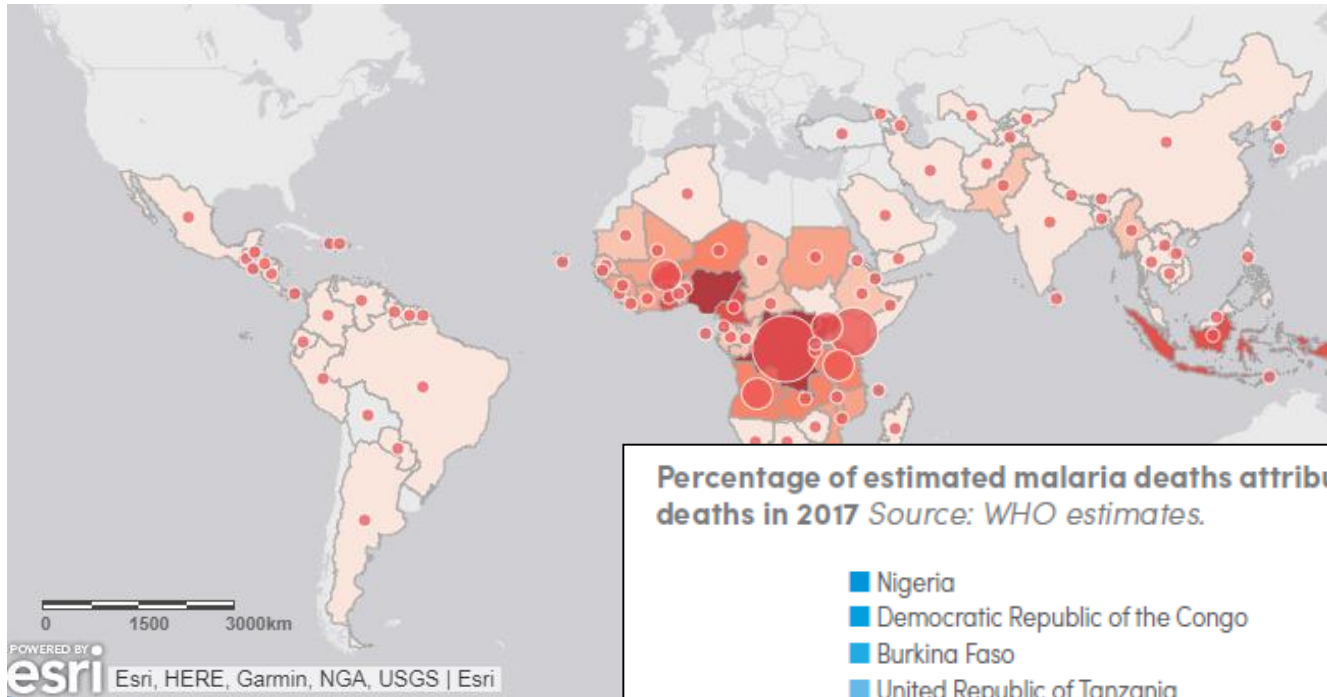 Percentage of estimated malaria deaths attribu
deaths in 2017 Source: WHO estimates.
Nigeria
Democratic Republic of the Congo
Burkina Faso
United Republic of Tanzania
0 1500 3000km
POWERED BY
esri
Esri, HERE, Garmin, NGA, USGS | Esri